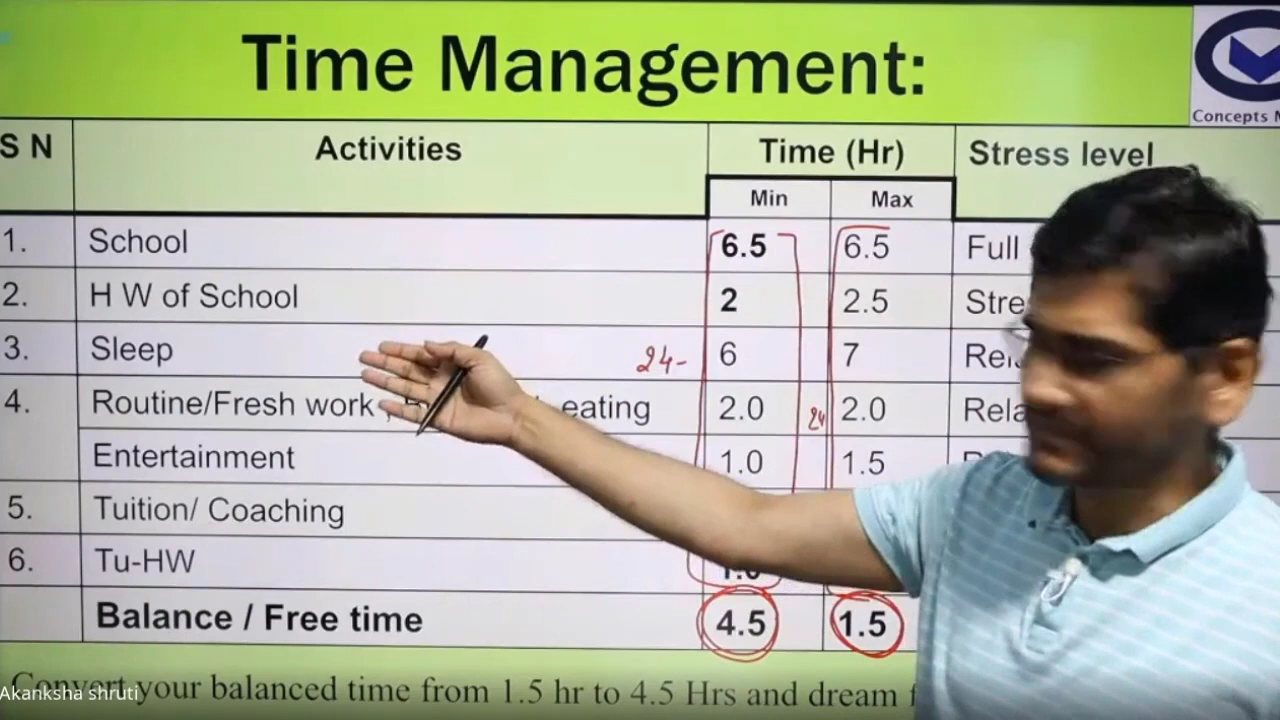 Time Management:
Concepts
S N Activities Time (Hr) Stress level
Min Max
1. School 6.5 6.5 Full
2. H W of School 2 2.5
3. Sleep 24- 6 7
4. Routine/Fresh work, eating 2.0 24 2.0
Entertainment 1.0 1.5
5. Tuition/ Coaching
6. Tu-HW 1.0
Balance / Free time 4.5 1.5
Convert your balanced time from 1.5 hr to 4.5 Hrs and dream
Akanksha shruti